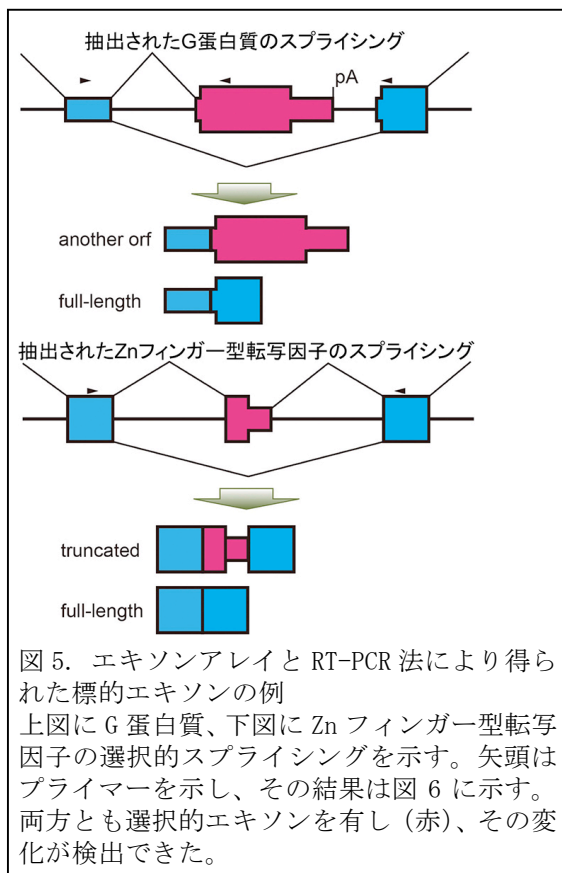 抽出されたG蛋白質のスプライシング
pA
another orf
full-length
抽出されたZnフィンガー型転写因子のスプライシング
truncated
full-length
図 5. エキソンアレイと RT-PCR 法により得ら
れた標的エキソンの例
上図に G 蛋白質、下図に Zn フィンガー型転写
因子の選択的スプライシングを示す。矢頭は
プライマーを示し、その結果は図 6 に示す。
両方とも選択的エキソンを有し（赤）、その変
化が検出できた。